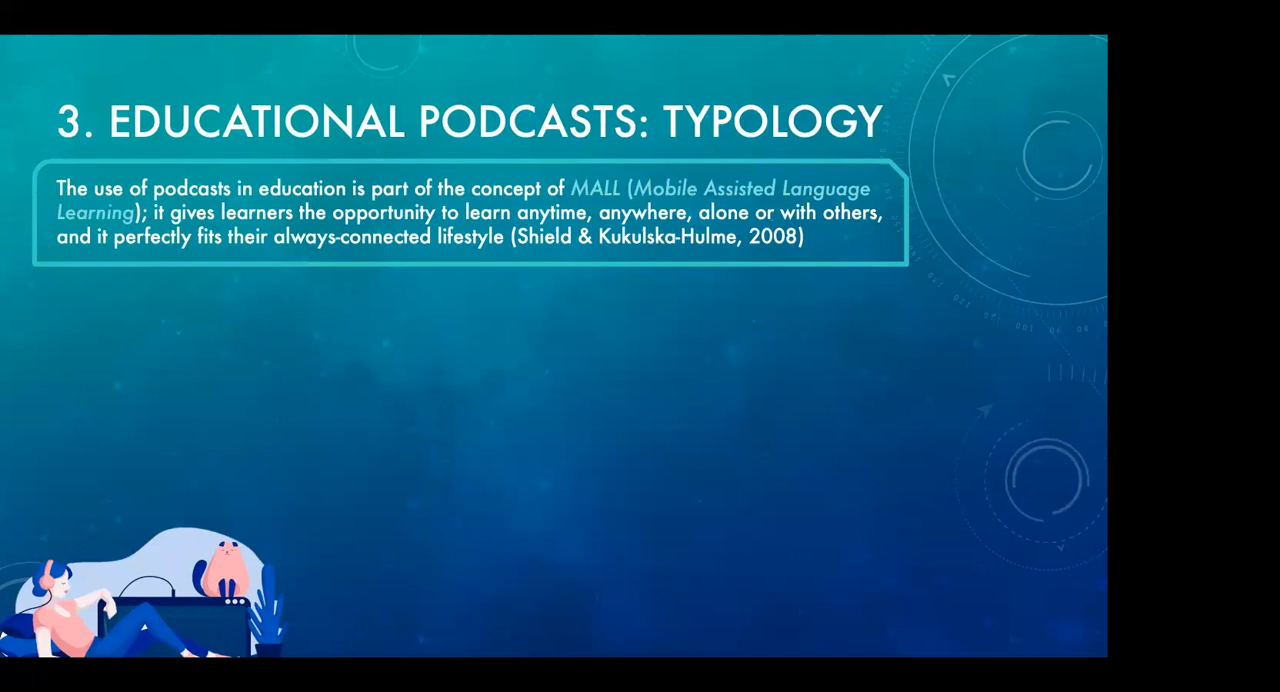 3. EDUCATIONAL PODCASTS: TYPOLOGY
The use of podcasts in education is part of the concept of MALL (Mobile Assisted Language
Learning); it gives learners the opportunity to learn anytime, anywhere, alone or with others,
and it perfectly fits their always-connected lifestyle (Shield & Kukulska-Hulme, 2008)